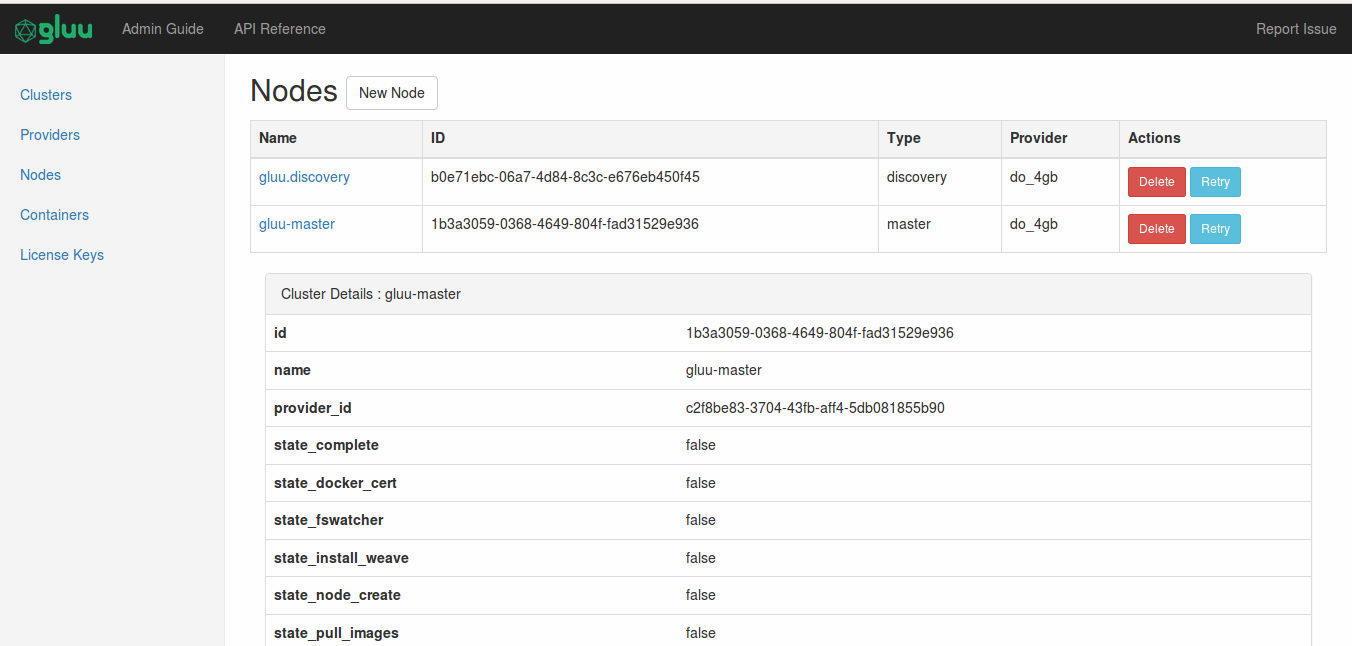 gluu Admin Guide API Reference Report Issue
Clusters
Providers
Nodes
Containers
License Keys
Nodes New Node
Name ID Type Provider Actions
gluu.discovery b0e71ebc-06a7-4d84-8c3c-e676eb450f45 discovery do_4gb Delete Retry
gluu-master 1b3a3059-0368-4649-804f-fad31529e936 master do_4gb Delete Retry
Cluster Details : gluu-master
id 1b3a3059-0368-4649-804f-fad31529e936
name gluu-master
provider_id c2f8be83-3704-43fb-aff4-5db081855b90
state_complete false
state_docker_cert false
state_fswatcher false
state_install_weave false
state_node_create false
state_pull_images false